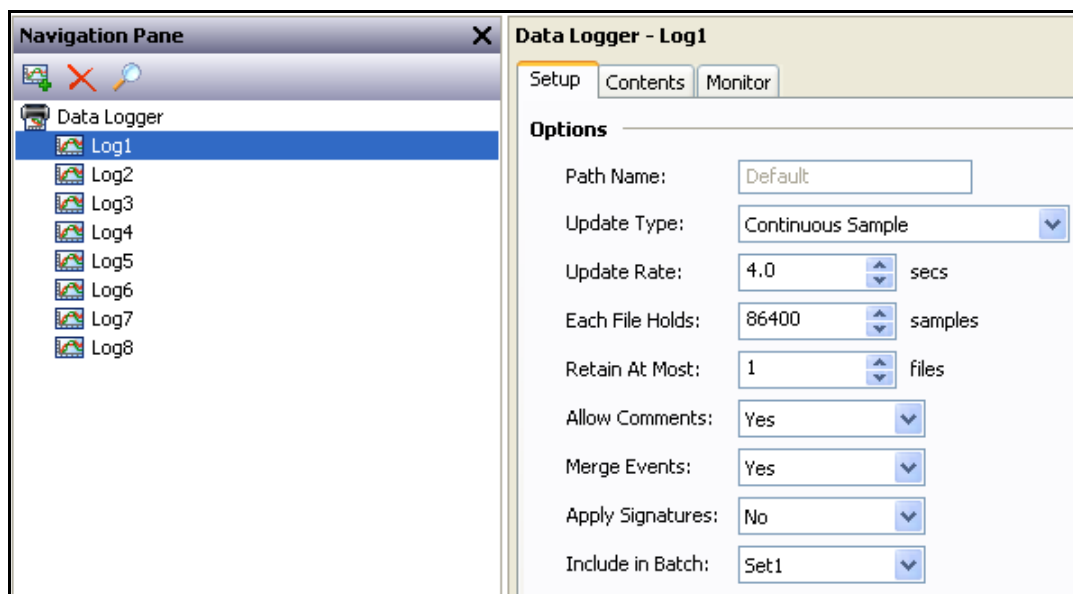 Navigation Pane
Data Logger
Log1
Log2
Log3
Log4
Log5
Log6
Log7
Log8
Data Logger - Log1
Setup Contents Monitor
Options
Path Name: Default
Update Type: Continuous Sample
Update Rate: 4.0 secs
Each File Holds: 86400 samples
Retain At Most: 1 files
Allow Comments: Yes
Merge Events: Yes
Apply Signatures: No
Include in Batch: Set1